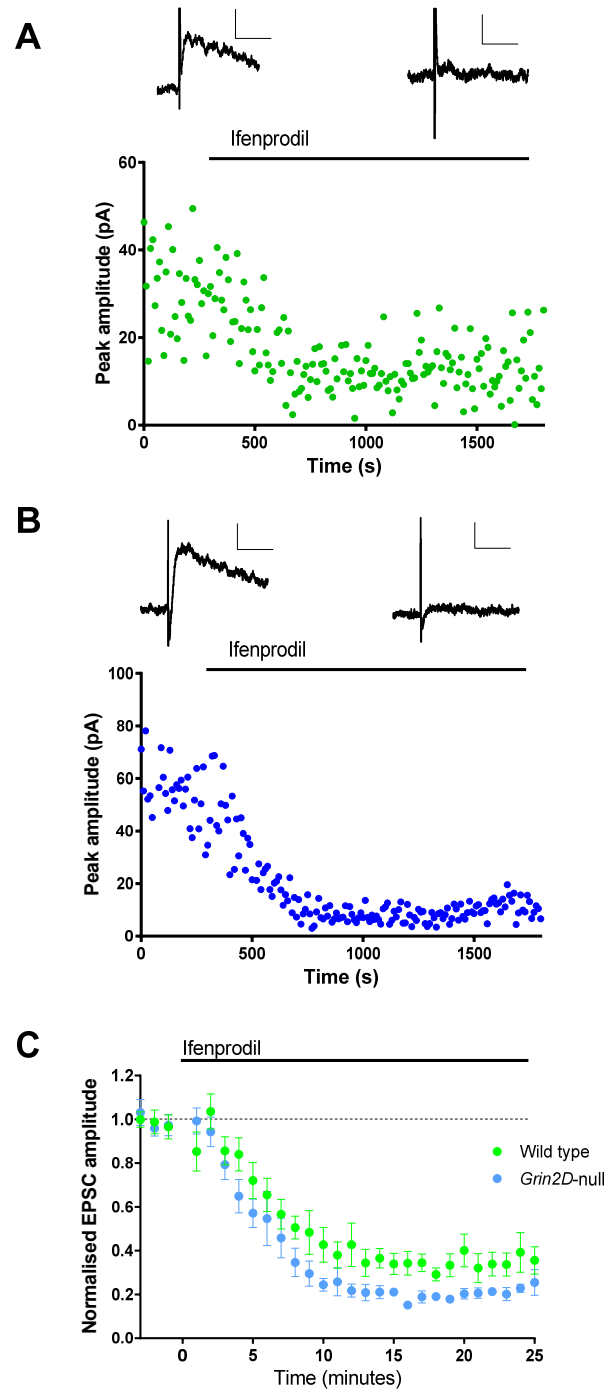 A
Ifenprodil
60
40
20
0
Peak amplitude (pA)
0 500 1000 1500
Time (s)
B
Ifenprodil
100
80
60
40
20
0
Peak amplitude (pA)
0 500 1000 1500
Time (s)
C
Ifenprodil
1.2
1.0
0.8
0.6
0.4
0.2
0.0
Normalised EPSC amplitude
Wild type
Grin2D-null
0 5 10 15 20 25
Time (minutes)